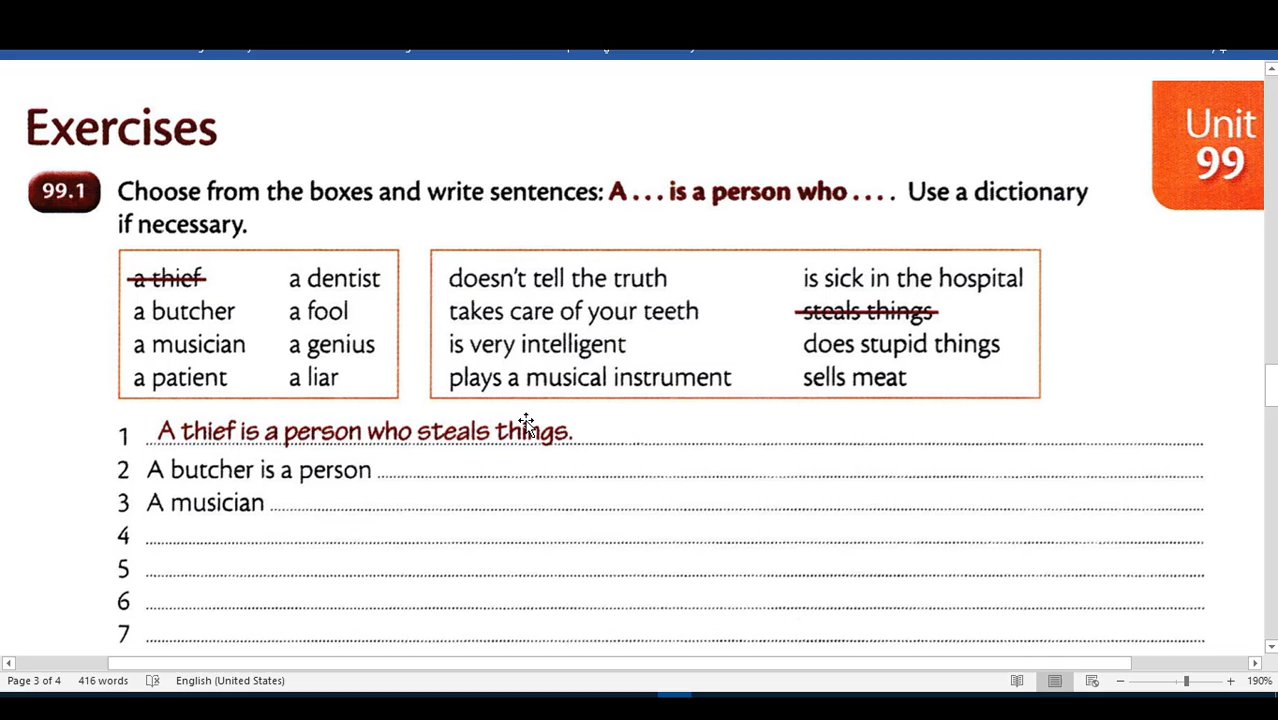 Exercises
Unit
99
99.1 Choose from the boxes and write sentences: A . . . is a person who . . . . Use a dictionary
if necessary.
a thief a dentist
a butcher a fool
a musician a genius
a patient a liar
doesn't tell the truth is sick in the hospital
takes care of your teeth steals things
is very intelligent does stupid things
plays a musical instrument sells meat
1 A thief is a person who steals things.
2 A butcher is a person
3 A musician
4
5
6
7
Page 3 of 4 416 words English (United States) 190%